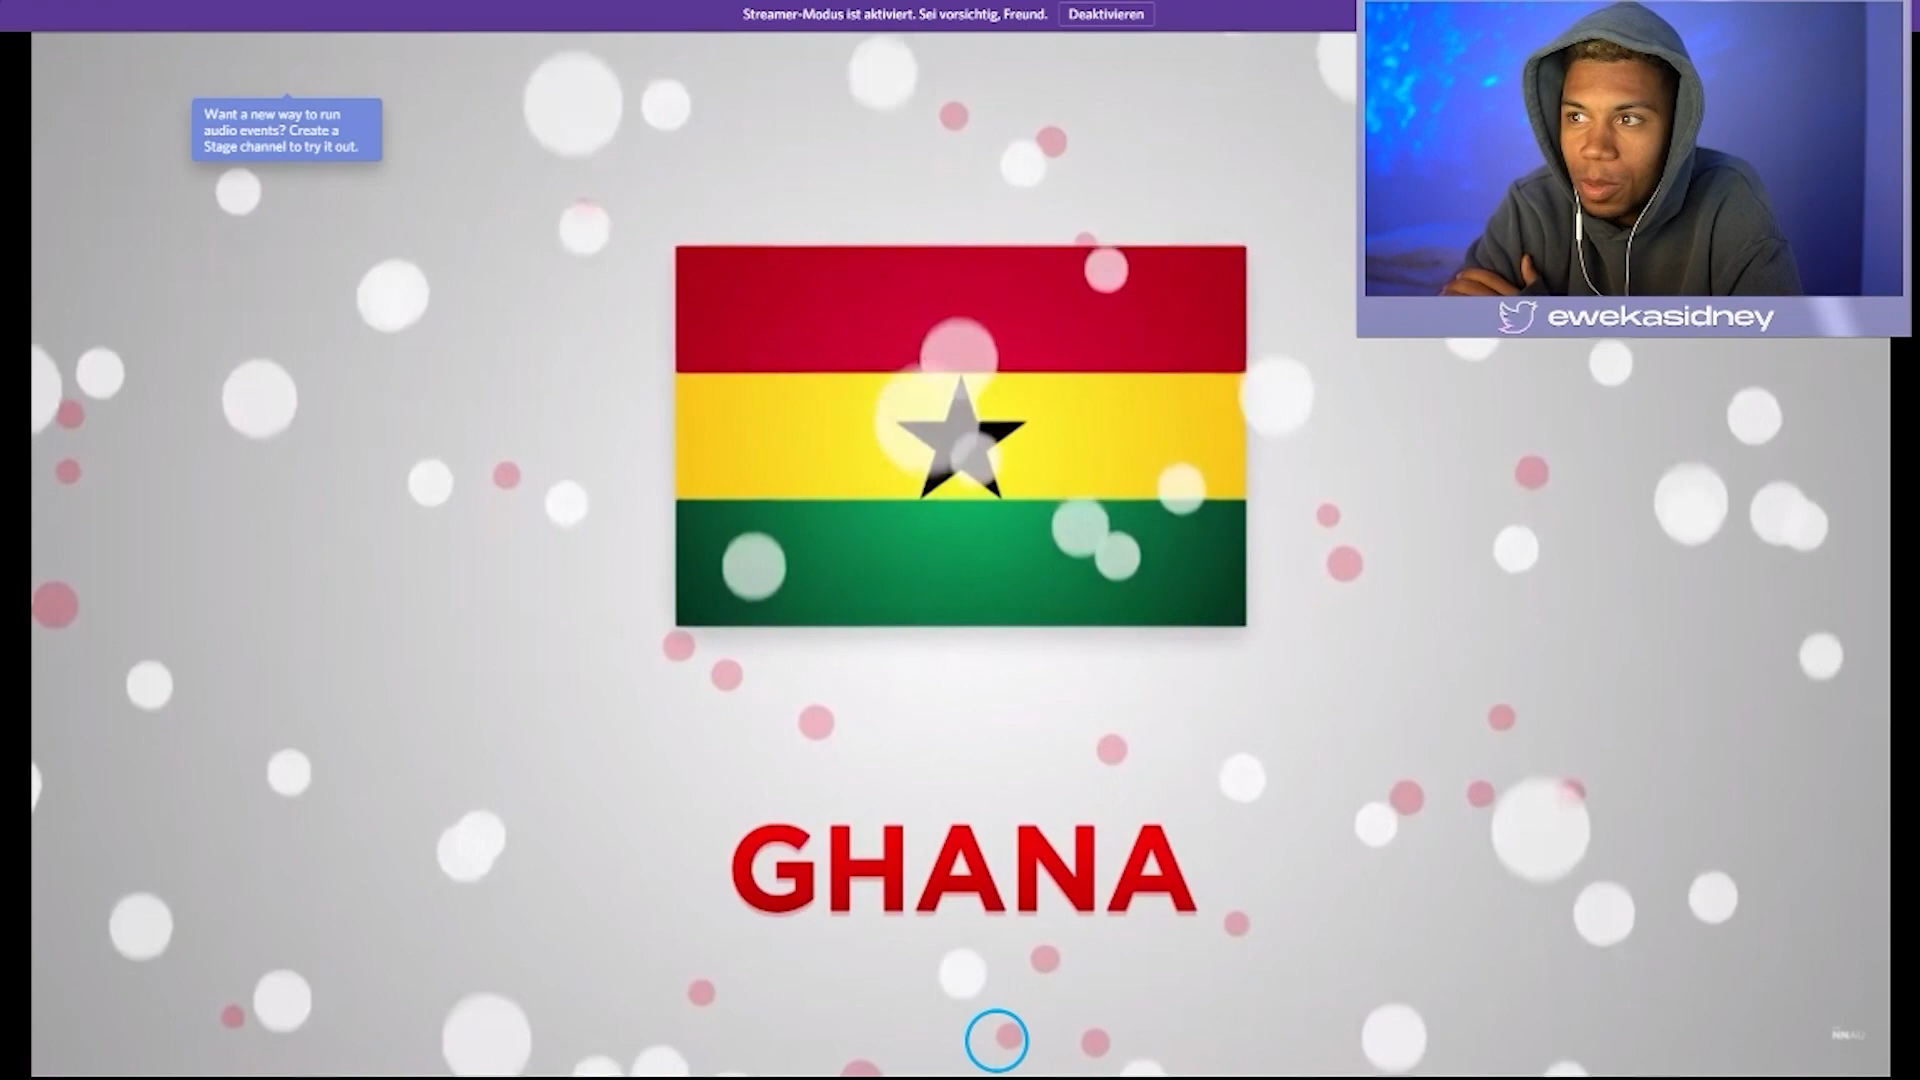 Streamer-Modus ist aktiviert. Sei vorsichtig, Freund. Deaktivieren
Want a new way to run
audio events? Create a
Stage channel to try it out.
ewekasidney
GHANA